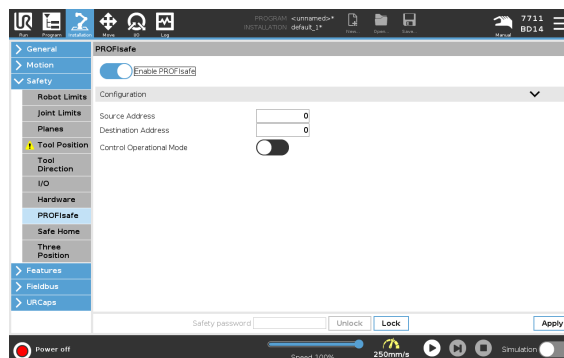 UR
PROGRAM <unnamed>*
INSTALLATION default_1*
7711
BD14
Run Program Installation Move I/O Log New... Open... Save... Manual
General
Motion
Safety
Robot Limits
Joint Limits
Planes
Tool Position
Tool
Direction
I/O
Hardware
PROFIsafe
Safe Home
Three
Position
Features
Fieldbus
URCaps
PROFIsafe
Enable PROFIsafe
Configuration
Source Address 0
Destination Address 0
Control Operational Mode
Safety password Unlock Lock Apply
Power off
Speed 100%
250mm/s
Simulation